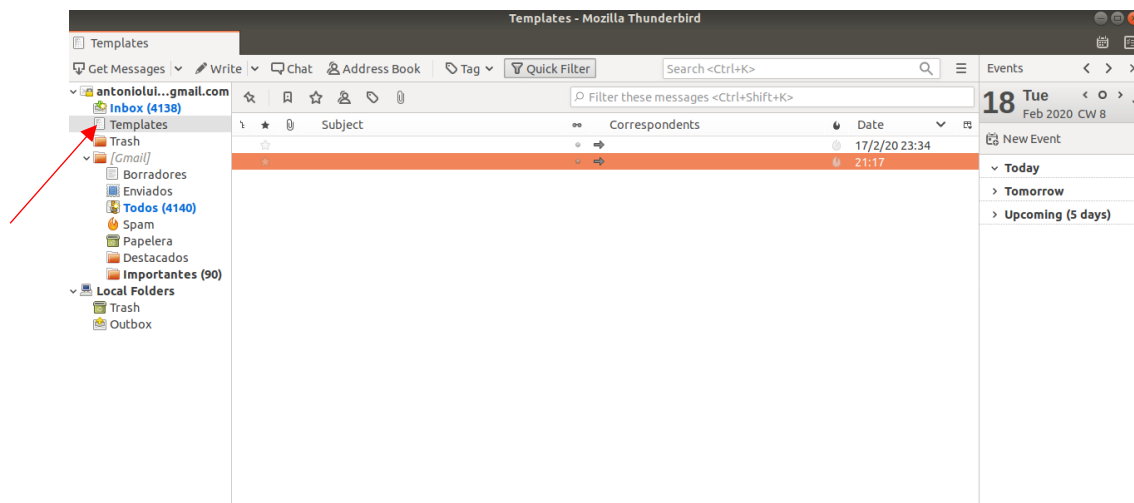 Templates - Mozilla Thunderbird
Templates
Get Messages Write Chat Address Book Tag Quick Filter Search <Ctrl+K> Events
antoniolui...gmail.com
Filter these messages <Ctrl+Shift+K>
18 Tue
Feb 2020 CW 8
Inbox (4138)
Templates
Subject Correspondents Date
New Event
Trash
17/2/20 23:34
[Gmail]
21:17
Today
Borradores
Enviados
Tomorrow
Todos (4140)
Upcoming (5 days)
Spam
Papelera
Destacados
Importantes (90)
Local Folders
Trash
Outbox